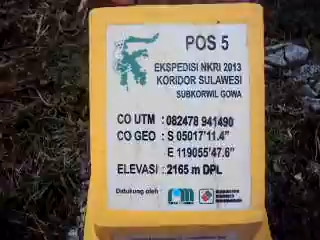 POS 5
EKSPEDISI NKRI 2013
KORIDOR SULAWESI
SUBKORWIL GOWA
CO UTM : 082478 941490
CO GEO : S 05017'11.4"
E 119055'47.6"
ELEVASI : 2165 m DPL
Didukung oleh :